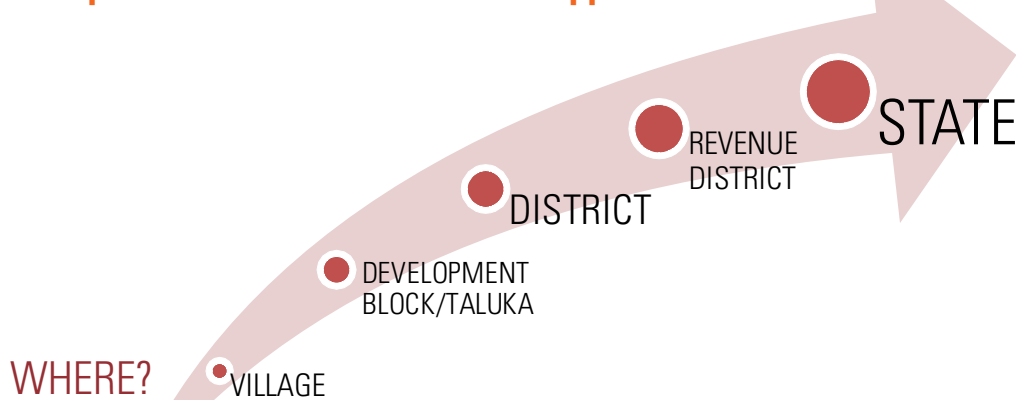 STATE
REVENUE
DISTRICT
DISTRICT
DEVELOPMENT
BLOCK/TALUKA
WHERE?
VILLAGE